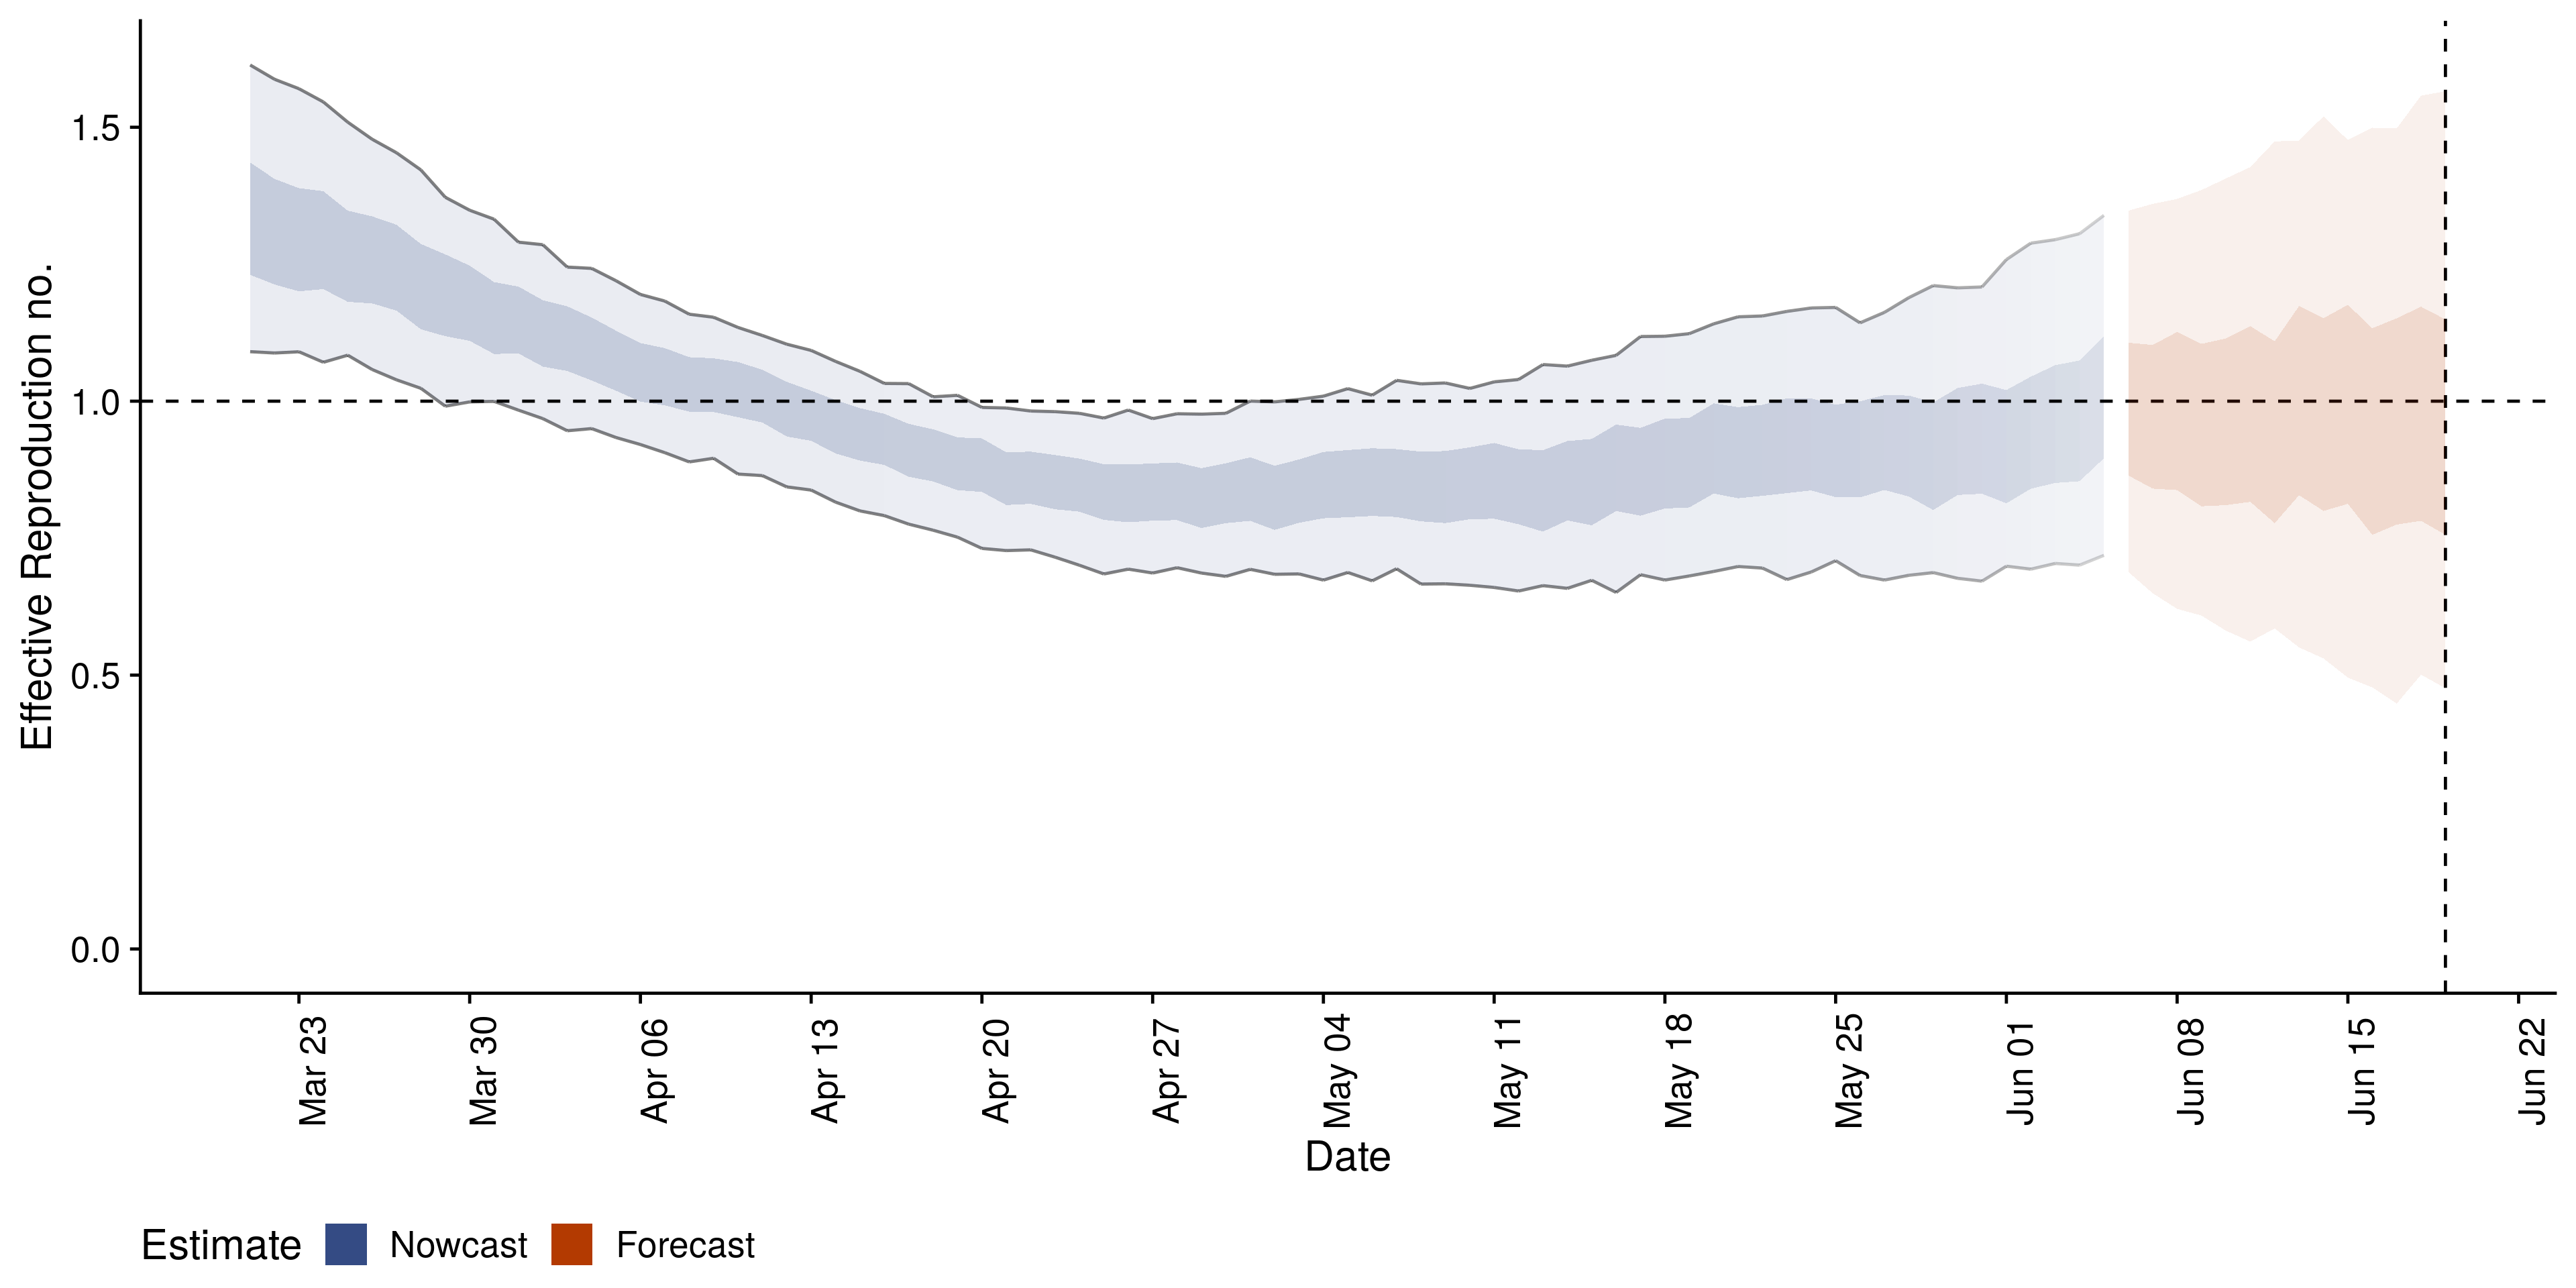 Effective Reproduction no.
1.5
1.0
0.5
0.0
Mar 23
Mar 30
Apr 06
Apr 13
Apr 20
Apr 27
May 04
May 11
May 18
May 25
Jun 01
Jun 08
Jun 15
Jun 22
Date
Estimate Nowcast Forecast